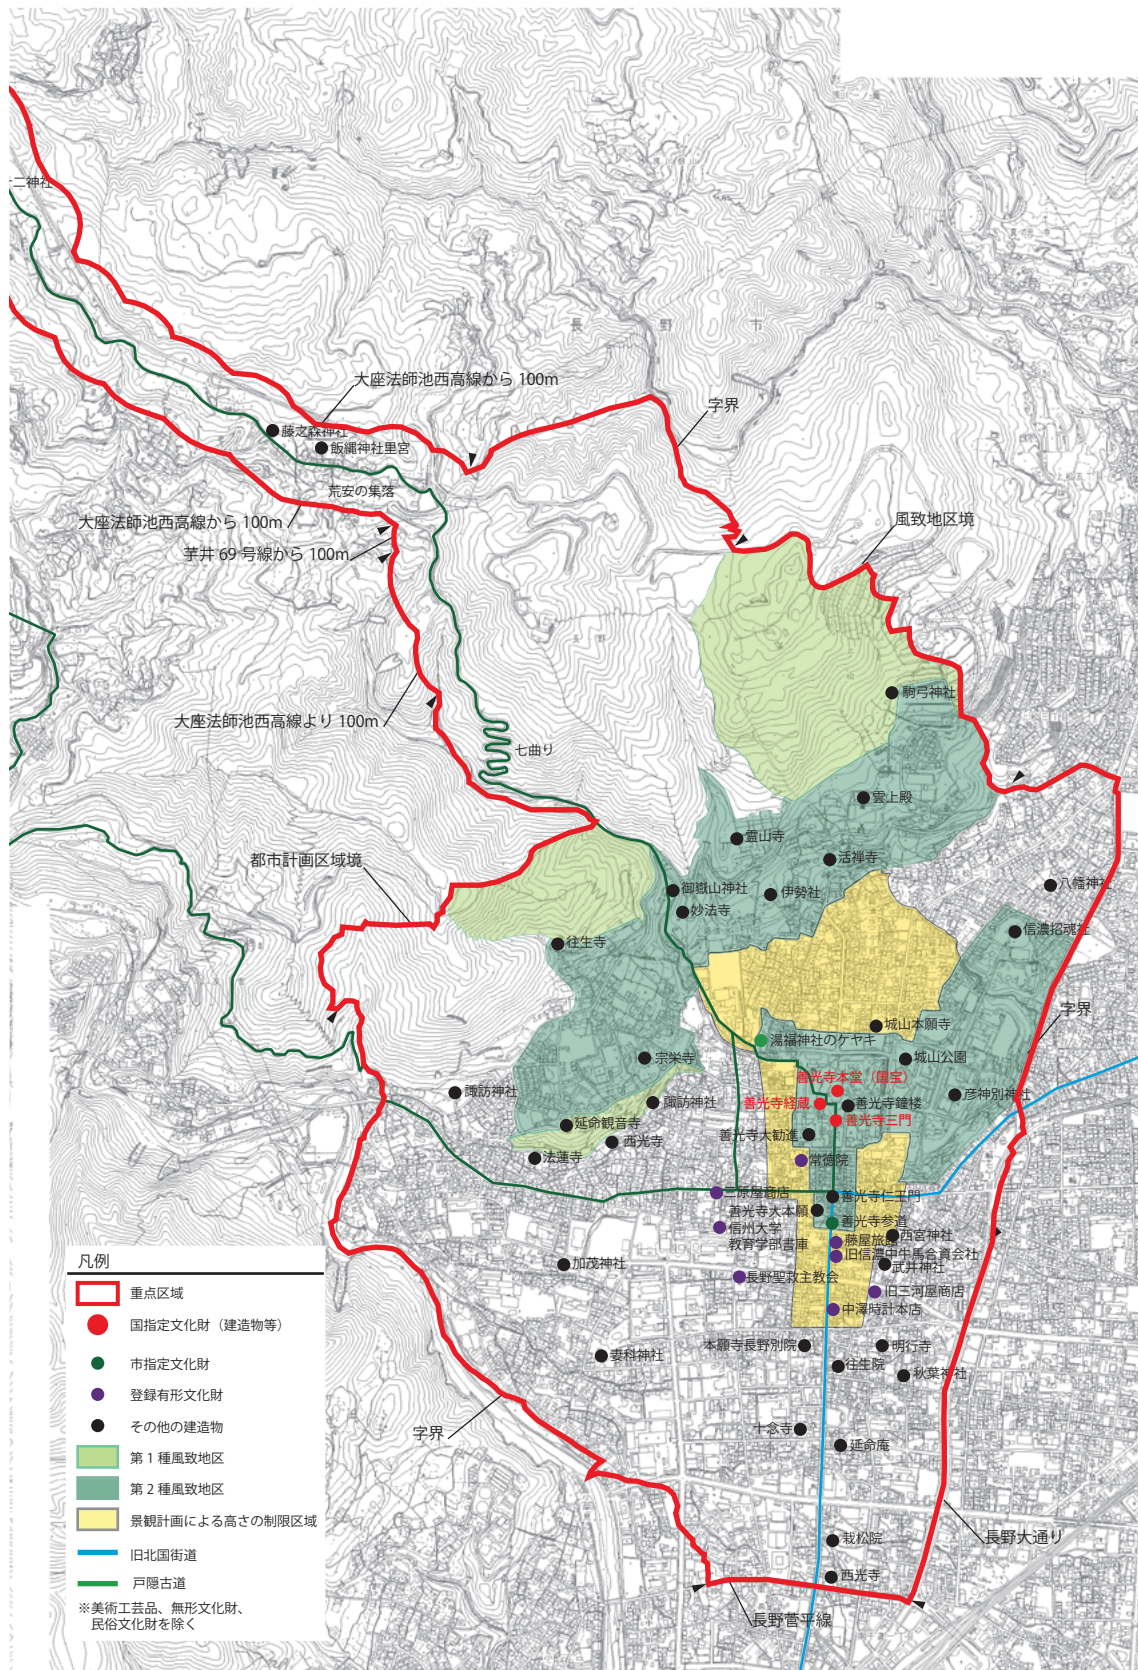 二神社
長野市
大座法師池西高線から 100m
字界
藤之森神社
飯縄神社里宮
荒安の集落
大座法師池西高線から 100m
風致地区境
芋井 69 号線から 100m
駒弓神社
大座法師池西高線より 100m
七曲り
雲上殿
霊山寺
活禅寺
都市計画区域境
御嶽山神社
伊勢社
八幡神社
妙法寺
信濃招魂社
往生寺
字界
城山本願寺
湯福神社のケヤキ
城山公園
宗栄寺
善光寺本堂（国宝）
諏訪神社
諏訪神社
善光寺経蔵
善光寺鐘楼
彦神別神社
善光寺三門
延命観音寺
西光寺
善光寺大勧進
法蓮寺
常徳院
三原屋商店
善光寺仁王門
善光寺大本願
善光寺参道
信州大学
教育学部書庫
藤屋旅館
西宮神社
旧信濃中牛馬合資会社
加茂神社
武井神社
長野聖救主教会
旧三河屋商店
中澤時計本店
本願寺長野別院
明行寺
妻科神社
往生院
秋葉神社
字界
十念寺
延命庵
栽松院
長野大通り
西光寺
長野菅平線
凡例
重点区域
国指定文化財（建造物等）
市指定文化財
登録有形文化財
その他の建造物
第１種風致地区
第２種風致地区
景観計画による高さの制限区域
旧北国街道
戸隠古道
※美術工芸品、無形文化財、
民俗文化財を除く